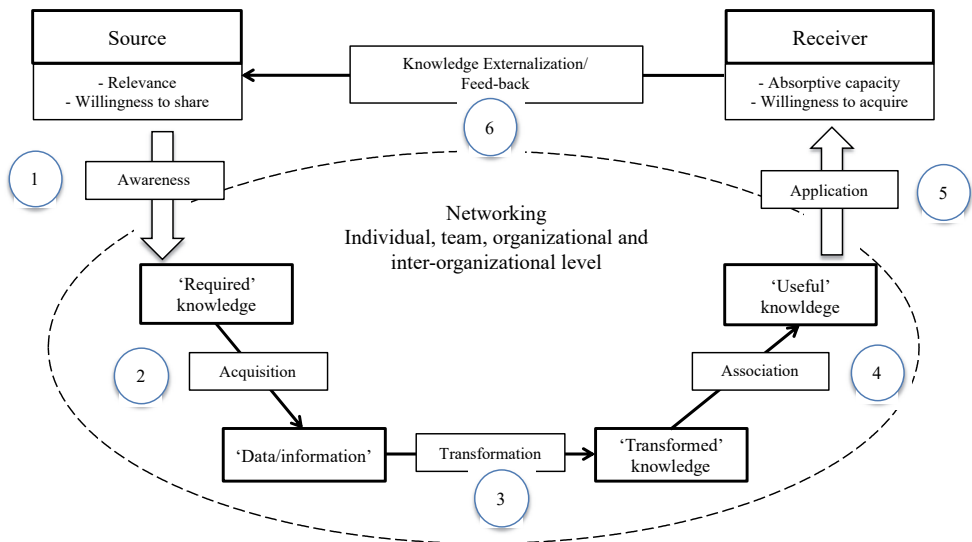 Source
- Relevance
- Willingness to share
Knowledge Externalization/
Feed-back
6
Receiver
- Absorptive capacity
- Willingness to acquire
1
Awareness
Application
5
Networking
Individual, team, organizational and
inter-organizational level
‘Required’
knowledge
‘Useful’
knowldege
2
Acquisition
Association
4
‘Data/information’
Transformation
3
‘Transformed’
knowledge